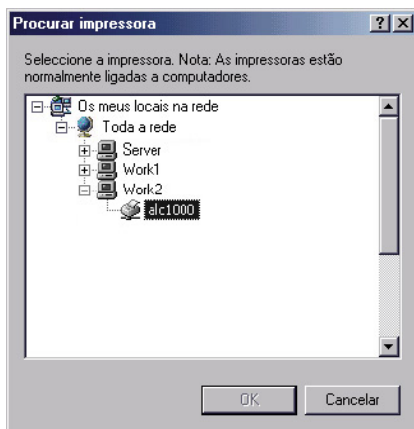 Procurar impressora
Seleccione a impressora. Nota: As impressoras estão
normalmente ligadas a computadores.
Os meus locais na rede
Toda a rede
Server
Work1
Work2
alc1000
OK
Cancelar